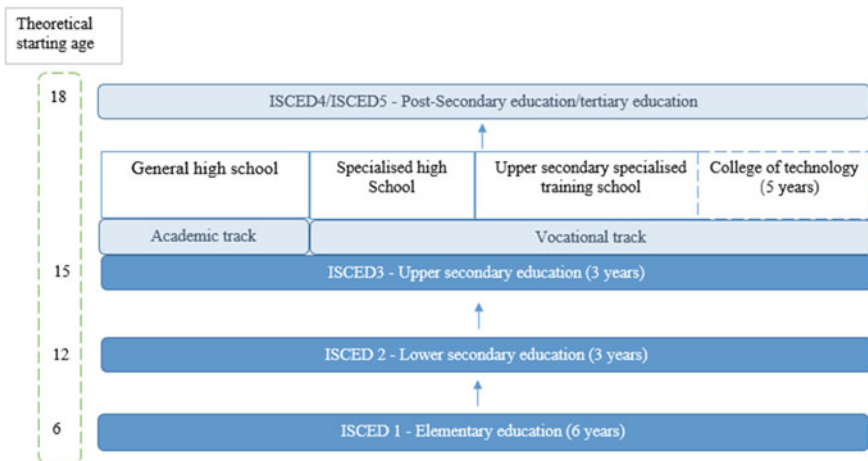 Theoretical
starting age
18
ISCED4/ISCED5 - Post-Secondary education/tertiary education
General high school
Specialised high
School
Upper secondary specialised
training school
College of technology
(5 years)
Academic track
Vocational track
15
ISCED3 - Upper secondary education (3 years)
12
ISCED 2 - Lower secondary education (3 years)
6
ISCED 1 - Elementary education (6 years)